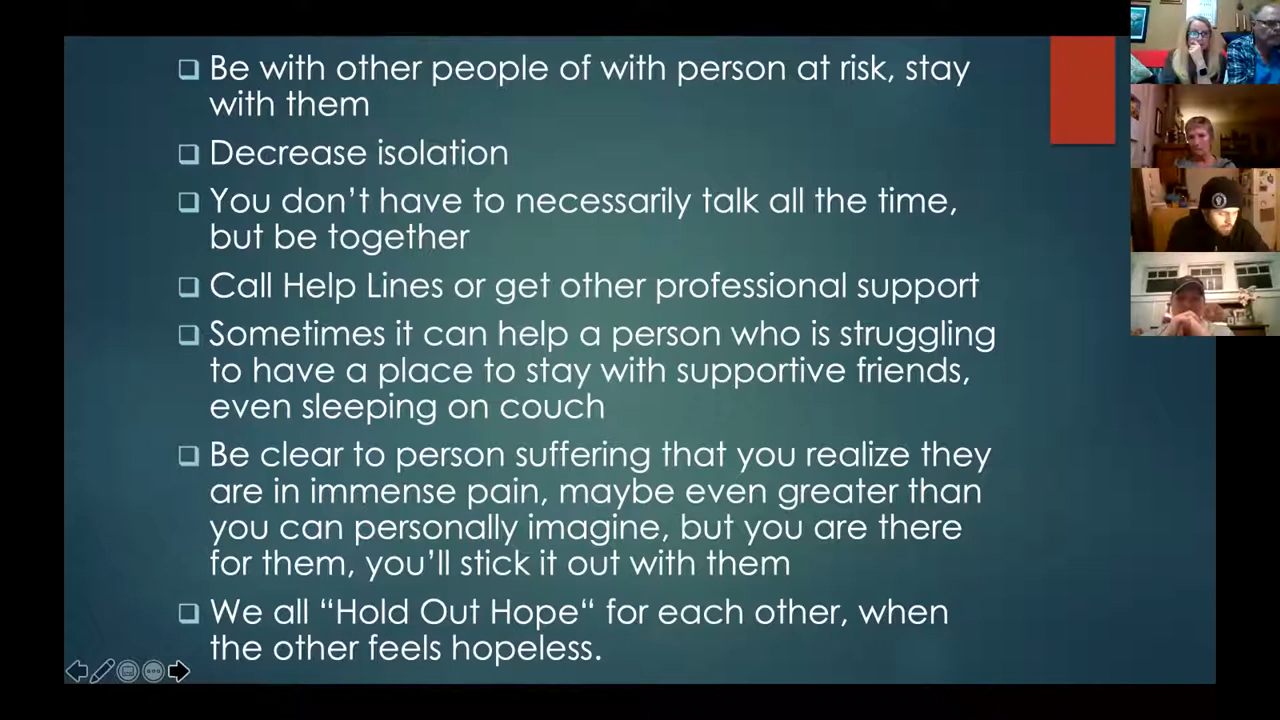 Be with other people of with person at risk, stay
with them
Decrease isolation
You don’t have to necessarily talk all the time,
but be together
Call Help Lines or get other professional support
Sometimes it can help a person who is struggling
to have a place to stay with supportive friends,
even sleeping on couch
Be clear to person suffering that you realize they
are in immense pain, maybe even greater than
you can personally imagine, but you are there
for them, you’ll stick it out with them
We all “Hold Out Hope“ for each other, when
the other feels hopeless.